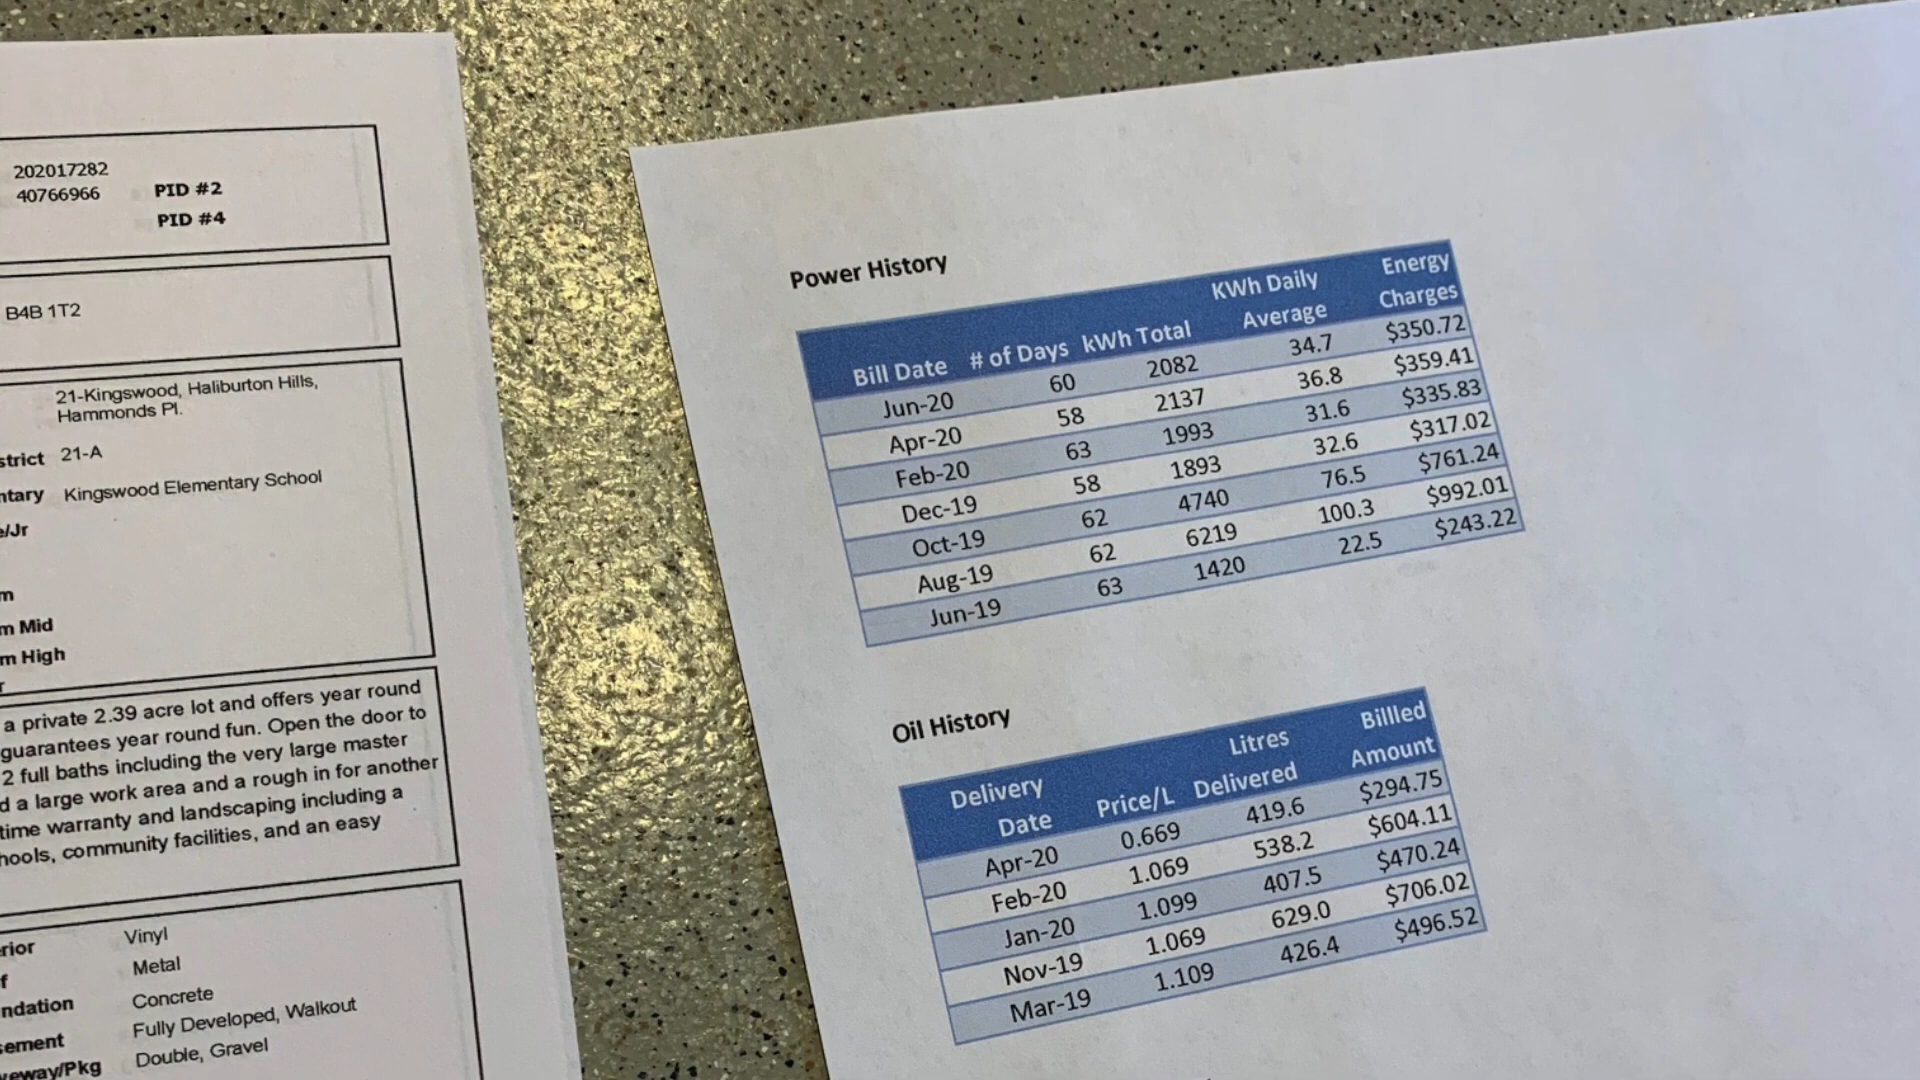 202017282
40766966 PID #2
PID #4
B4B 1T2
21-Kingswood, Haliburton Hills,
Hammonds Pl.
strict 21-A
ntary Kingswood Elementary School
e/Jr
m
m Mid
m High
r
a private 2.39 acre lot and offers year round
guarantees year round fun. Open the door to
2 full baths including the very large master
d a large work area and a rough in for another
time warranty and landscaping including a
hools, community facilities, and an easy
rior Vinyl
f Metal
ndation Concrete
sement Fully Developed, Walkout
veway/Pkg Double, Gravel
Power History
Bill Date # of Days kWh Total KWh Daily Average Energy Charges
Jun-20 60 2082 34.7 $350.72
Apr-20 58 2137 36.8 $359.41
Feb-20 63 1993 31.6 $335.83
Dec-19 58 1893 32.6 $317.02
Oct-19 62 4740 76.5 $761.24
Aug-19 62 6219 100.3 $992.01
Jun-19 63 1420 22.5 $243.22
Oil History
Delivery Date Price/L Litres Delivered Billled Amount
Apr-20 0.669 419.6 $294.75
Feb-20 1.069 538.2 $604.11
Jan-20 1.099 407.5 $470.24
Nov-19 1.069 629.0 $706.02
Mar-19 1.109 426.4 $496.52